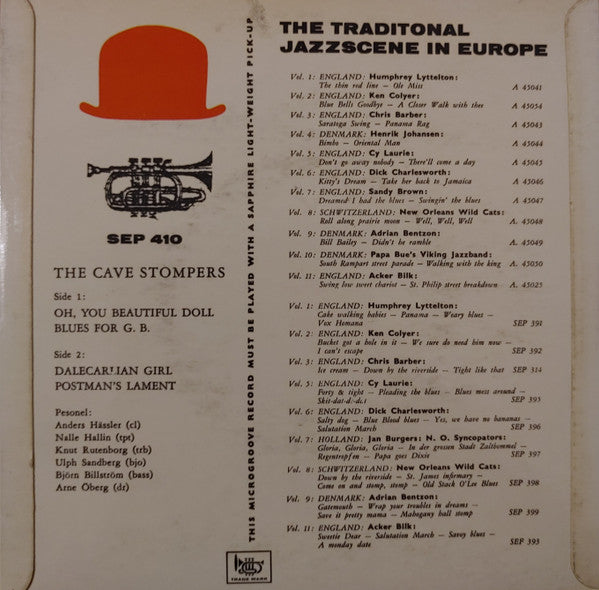 SEP 410
THE CAVE STOMPERS
Side 1:
OH, YOU BEAUTIFUL DOLL
BLUES FOR G. B.
Side 2:
DALECARLIAN GIRL
POSTMAN'S LAMENT
Pesonel:
Anders Hässler (cl)
Nalle Hallin (tpt)
Knut Rutenborg (trb)
Ulph Sandberg (bjo)
Björn Billström (bass)
Arne Öberg (dr)
THIS MICROGROOVE RECORD MUST BE PLAYED WITH A SAPPHIRE LIGHT-WEIGHT PICK-UP
TRADE MARK
THE TRADITONAL
JAZZSCENE IN EUROPE
Vol. 1: ENGLAND: Humphrey Lyttelton:
The thin red line — Ole Miss A 45041
Vol. 2: ENGLAND: Ken Colyer:
Blue Bells Goodbye — A Closer Walk with thee A 45054
Vol. 3: ENGLAND: Chris Barber:
Saratoga Swing — Panama Rag A 45043
Vol. 4: DENMARK: Henrik Johansen:
Bimbo — Oriental Man A 45044
Vol. 5: ENGLAND: Cy Laurie:
Don't go away nobody — There'll come a day A 45045
Vol. 6: ENGLAND: Dick Charlesworth:
Kitty's Dream — Take her back to Jamaica A 45046
Vol. 7: ENGLAND: Sandy Brown:
Dreamed I had the blues — Swingin' the blues A 45047
Vol. 8: SCHWITZERLAND: New Orleans Wild Cats:
Roll along prairie moon — Well, Well, Well A. 45048
Vol. 9: DENMARK: Adrian Bentzon:
Bill Bailey — Didn't he ramble A. 45049
Vol. 10: DENMARK: Papa Bue's Viking Jazzband:
South Rampart street parade — Walking with the king A. 45050
Vol. 11: ENGLAND: Acker Bilk:
Swing low sweet chariot — St. Philip street breakdown A. 45025
Vol. 1: ENGLAND: Humphrey Lyttelton:
Cake walking babies — Panama — Weary blues —
Vox Homana SEP 391
Vol. 2: ENGLAND: Ken Colyer:
Bucket got a hole in it — We sure do need him now —
I can't escape SEP 392
Vol. 3: ENGLAND: Chris Barber:
Ice cream — Down by the riverside — Tight like that SEP 314
Vol. 5: ENGLAND: Cy Laurie:
Forty & tight — Pleading the blues — Blues mess around —
SEP 395
Vol. 6: ENGLAND: Dick Charlesworth:
Salty dog — Blue Blood blues — Yes, we have no bananas —
Salutation March SEP 396
Vol. 7: HOLLAND: Jan Burgers: N. O. Syncopators:
Gloria, Gloria, Gloria — In der grossen Stadt Zaltbommel —
Regentropfen — Papa goes Dixie SEP 397
Vol. 8: SCHWITZERLAND: New Orleans Wild Cats:
Down by the riverside — St. James infirmary —
Come on and stomp, stomp — Old Stack O'Lee Blues SEP 398
Vol. 9: DENMARK: Adrian Bentzon:
Gatemouth — Wrap your troubles in dreams —
Save it pretty mama — Mahogany hall stomp SEP 399
Vol. 11: ENGLAND: Acker Bilk:
Sweetie Dear — Salutation March — Savoy blues —
A monday date SEP 393